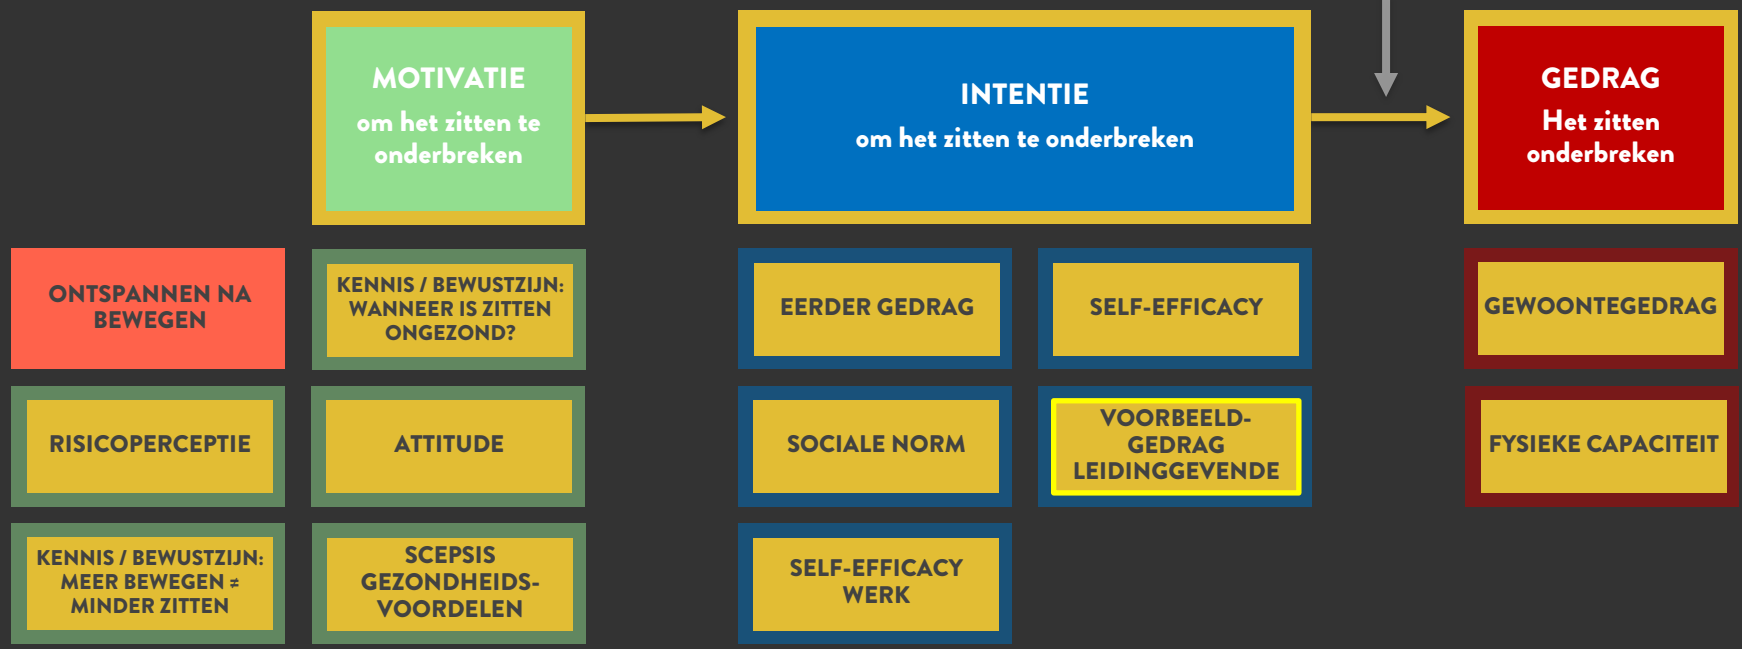 MOTIVATIE
om het zitten te
onderbreken
INTENTIE
om het zitten te onderbreken
GEDRAG
Het zitten
onderbreken
ONTSPANNEN NA
BEWEGEN
KENNIS / BEWUSTZIJN:
WANNEER IS ZITTEN
ONGEZOND?
EERDER GEDRAG
SELF-EFFICACY
GEWOONTEGEDRAG
RISICOPERCEPTIE
ATTITUDE
SOCIALE NORM
VOORBEELD-
GEDRAG
LEIDINGGEVENDE
FYSIEKE CAPACITEIT
KENNIS / BEWUSTZIJN:
MEER BEWEGEN ≠
MINDER ZITTEN
SCEPSIS
GEZONDHEIDS-
VOORDELEN
SELF-EFFICACY
WERK